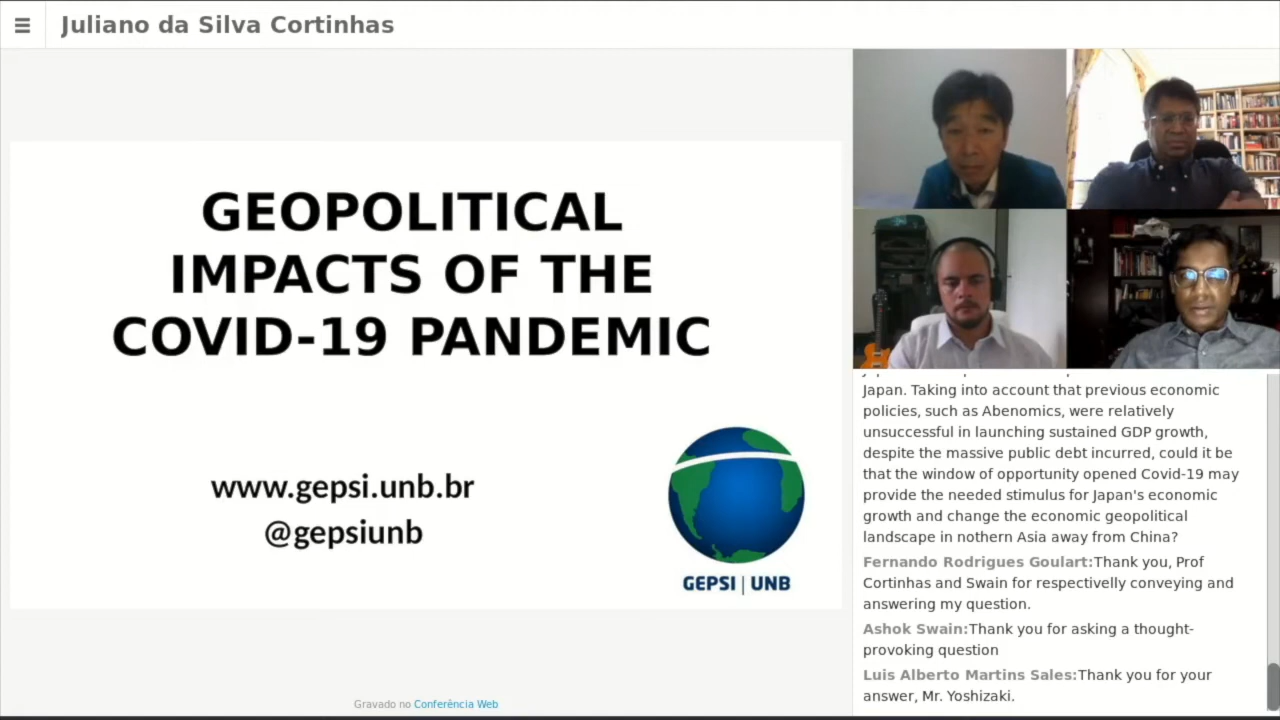 Juliano da Silva Cortinhas
GEOPOLITICAL
IMPACTS OF THE
COVID-19 PANDEMIC
www.gepsi.unb.br
@gepsiunb
GEPSI | UNB
Gravado no Conferência Web
Japan. Taking into account that previous economic
policies, such as Abenomics, were relatively
unsuccessful in launching sustained GDP growth,
despite the massive public debt incurred, could it be
that the window of opportunity opened Covid-19 may
provide the needed stimulus for Japan's economic
growth and change the economic geopolitical
landscape in nothern Asia away from China?
Fernando Rodrigues Goulart:Thank you, Prof
Cortinhas and Swain for respectivelly conveying and
answering my question.
Ashok Swain:Thank you for asking a thought-
provoking question
Luis Alberto Martins Sales:Thank you for your
answer, Mr. Yoshizaki.